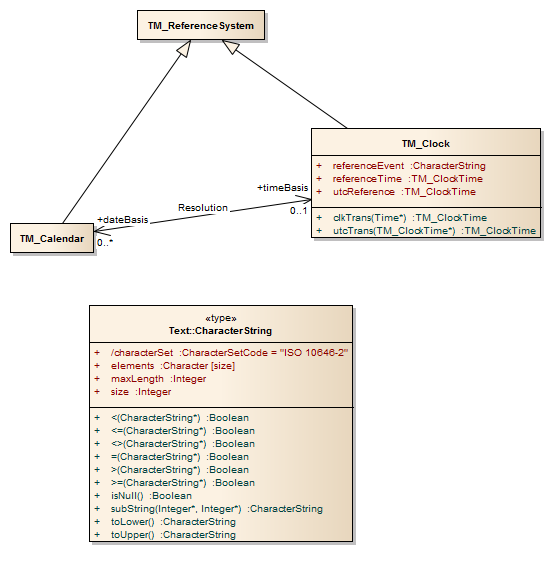 TM_ReferenceSystem
TM_Clock
+ referenceEvent :CharacterString
+ referenceTime :TM_ClockTime
+ utcReference :TM_ClockTime
+ clkTrans(Time*) :TM_ClockTime
+ utcTrans(TM_ClockTime*) :TM_ClockTime
+timeBasis
0..1
Resolution
+dateBasis
0..*
TM_Calendar
«type»
Text::CharacterString
+ /characterSet :CharacterSetCode = "ISO 10646-2"
+ elements :Character [size]
+ maxLength :Integer
+ size :Integer
+ <(CharacterString*) :Boolean
+ <=(CharacterString*) :Boolean
+ <>(CharacterString*) :Boolean
+ =(CharacterString*) :Boolean
+ >(CharacterString*) :Boolean
+ >=(CharacterString*) :Boolean
+ isNull() :Boolean
+ subString(Integer*, Integer*) :CharacterString
+ toLower() :CharacterString
+ toUpper() :CharacterString